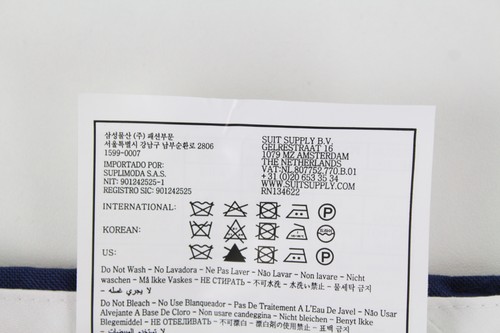 삼성물산 (주) 패션부문
서울특별시 강남구 남부순환로 2806
1599-0007
IMPORTADO POR:
SUPLIMODA S.A.S.
NIT: 901242525-1
REGISTRO SIC: 901242525
SUIT SUPPLY B.V.
GELRESTRAAT 16
1079 MZ AMSTERDAM
THE NETHERLANDS
VAT:NL.807752.770.B.01
+ 31 (0)20 653 35 34
WWW.SUITSUPPLY.COM
RN134622
INTERNATIONAL:
KOREAN:
US:
Do Not Wash – No Lavadora – Ne Pas Laver – Não Lavar – Non lavare – Nicht
waschen – Må Ikke Vaskes – НЕ СТИРАТЬ – 不可水洗 – 水洗い禁止 – 물세탁 금지
لا يجري غسله –
Do Not Bleach – No Use Blanqueador – Pas De Traitement A L'Eau De Javel – Não
Alvejante À Base De Cloro – Non usare candeggina – Nicht bleichen – Benyt Ikke
Blegemiddel – НЕ ОТБЕЛИВАТЬ – 不可漂白 – 漂白剤の使用禁止 – 표백 금지